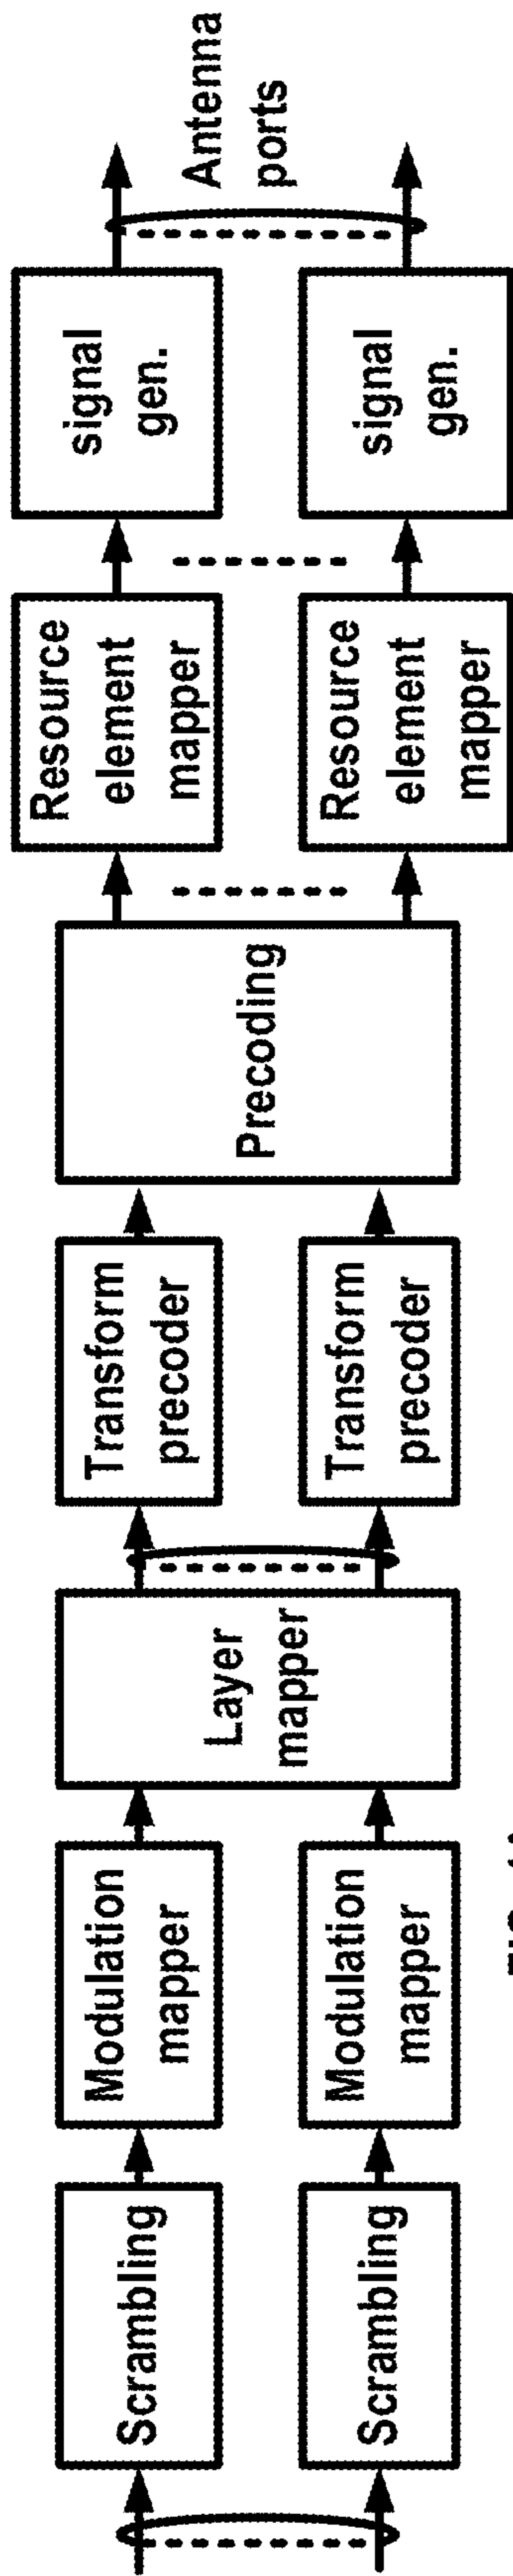 Scrambling
Scrambling
Modulation
mapper
Modulation
mapper
Layer
mapper
Transform
precoder
Transform
precoder
Precoding
Resource
element
mapper
Resource
element
mapper
signal
gen.
signal
gen.
Antenna
ports
FIG.